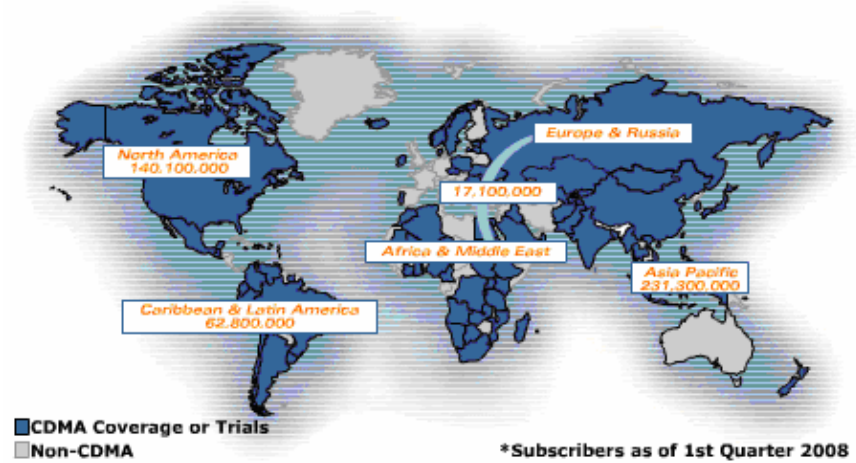 Europe & Russia
North America
140,100,000
17,100,000
Africa & Middle East
Asia Pacific
231,300,000
Caribbean & Latin America
62,800,000
CDMA Coverage or Trials
Non-CDMA
*Subscribers as of 1st Quarter 2008